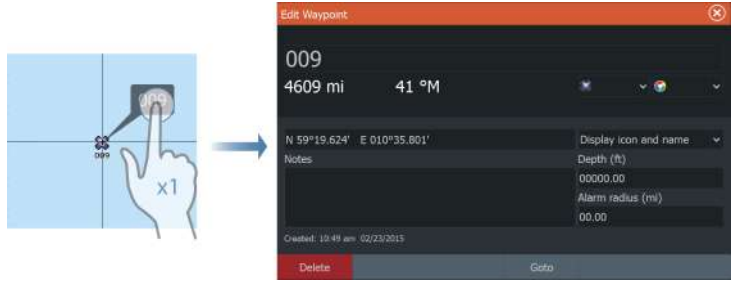 Edit Waypoint
009
4609 mi 41 °M
009
009
x1
N 59°19.624' E 010°35.801'
Display icon and name
Notes
Depth (ft)
00000.00
Alarm radius (mi)
00.00
Created: 10:49 am 02/23/2015
Delete
Goto